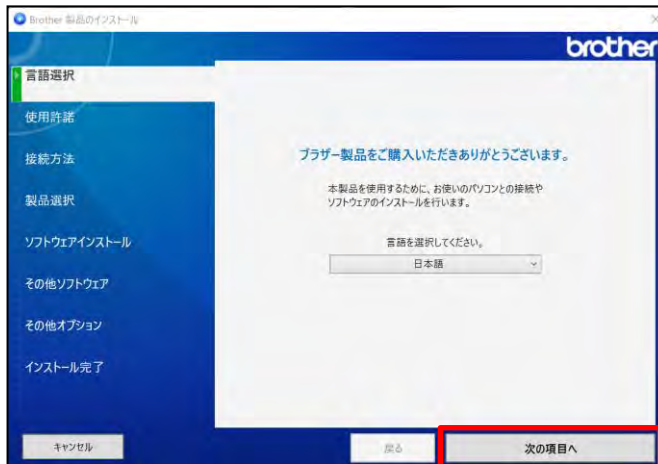 Brother 製品のインストール
brother
言語選択
使用許諾
接続方法
製品選択
ソフトウェアインストール
その他ソフトウェア
その他オプション
インストール完了
ブラザー製品をご購入いただきありがとうございます。
本製品を使用するために、お使いのパソコンとの接続や
ソフトウェアのインストールを行います。
言語を選択してください。
日本語
キャンセル
戻る
次の項目へ